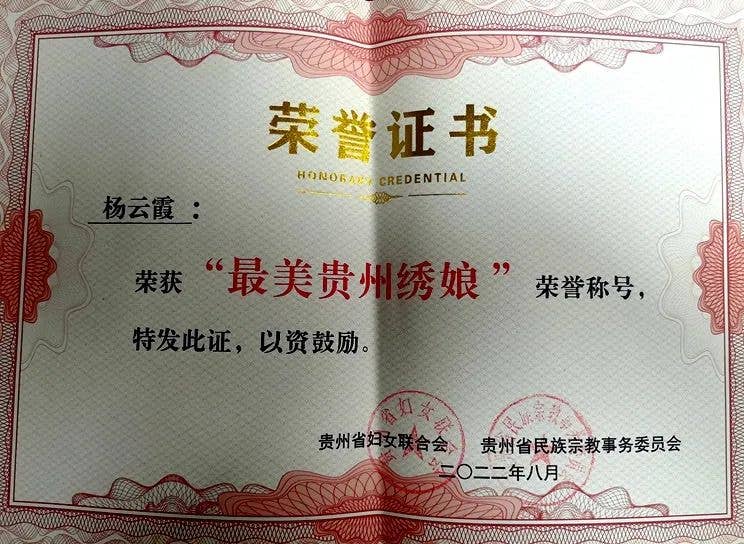 荣誉证书
HONORARY CREDENTIAL
杨云霞：
荣获“最美贵州绣娘”荣誉称号，
特发此证，以资鼓励。
贵州省妇女联合会 贵州省民族宗教事务委员会
二〇二二年八月